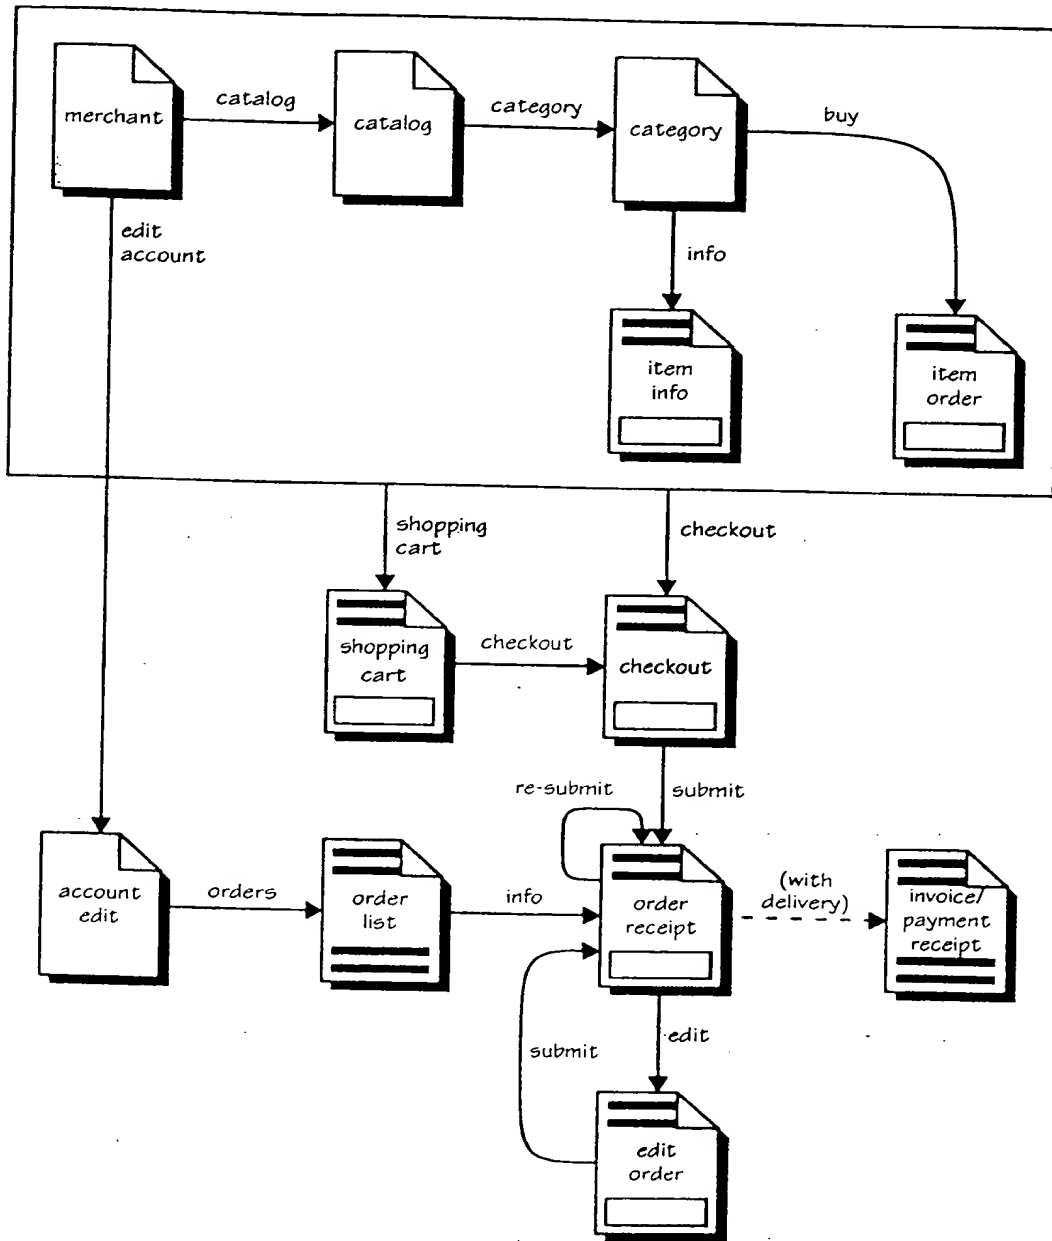 merchant
catalog
catalog
category
category
buy
edit
account
info
item
info
item
order
shopping
cart
checkout
shopping
cart
checkout
checkout
re-submit
submit
account
edit
orders
order
list
info
order
receipt
(with
delivery)
invoice/
payment
receipt
submit
edit
edit
order